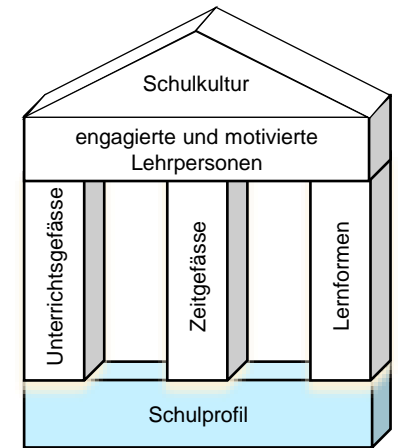 Schulkultur
engagierte und motivierte
Lehrpersonen
Unterrichtsgefässe
Zeitgefässe
Lernformen
Schulprofil